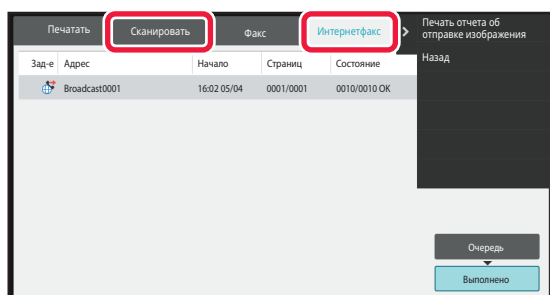 Печатать Сканировать Факс Интернетфакс
Печать отчета об
отправке изображения
Назад
Зад-е Адрес Начало Страниц Состояние
Broadcast0001 16:02 05/04 0001/0001 0010/0010 OK
Очередь
Выполнено